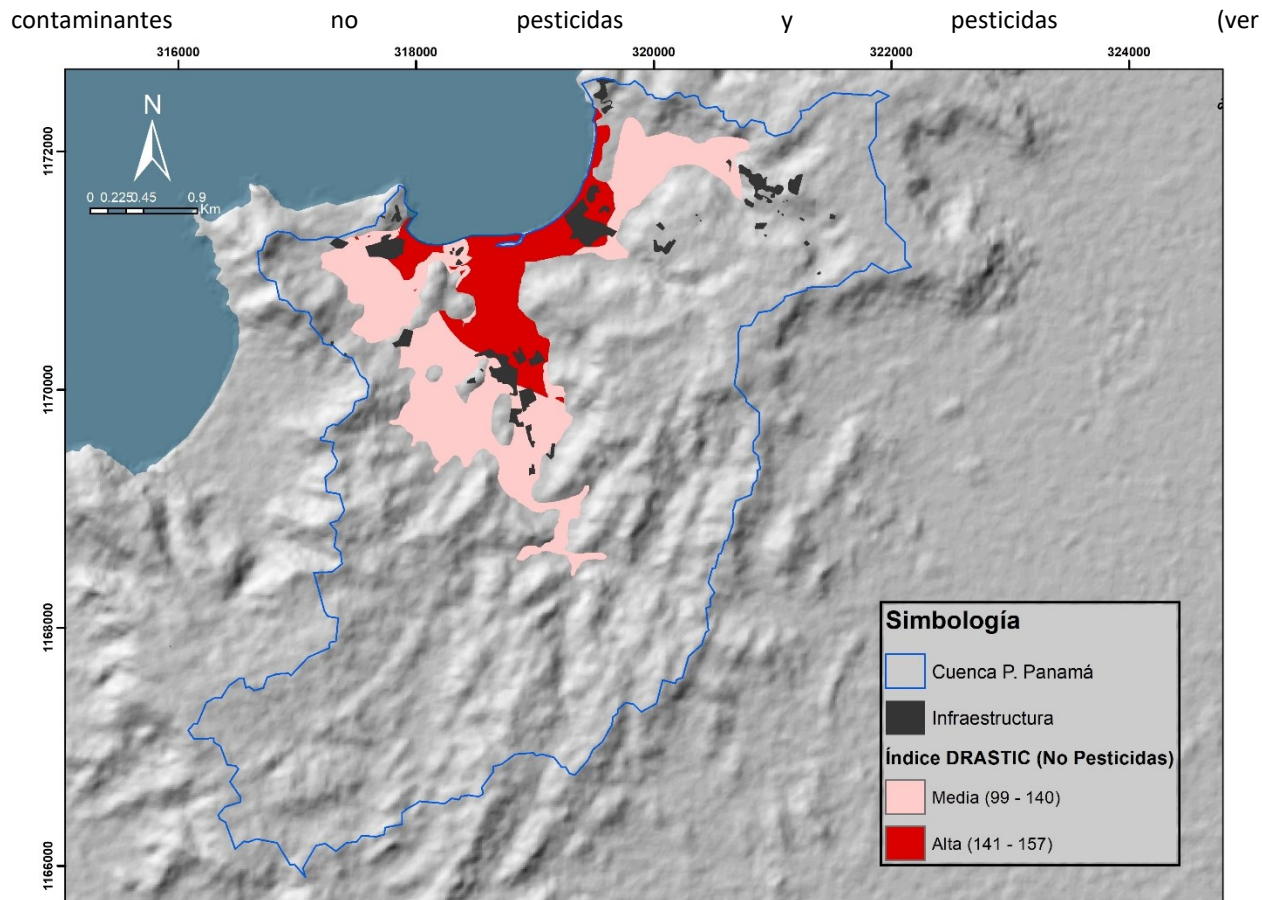 contaminantes no pesticidas y pesticidas (ver
316000 318000 320000 322000 324000
N
1172000
0 0.225 0.45 0.9
Km
1170000
1168000
1166000
Simbología
Cuenca P. Panamá
Infraestructura
Índice DRASTIC (No Pesticidas)
Media (99 - 140)
Alta (141 - 157)